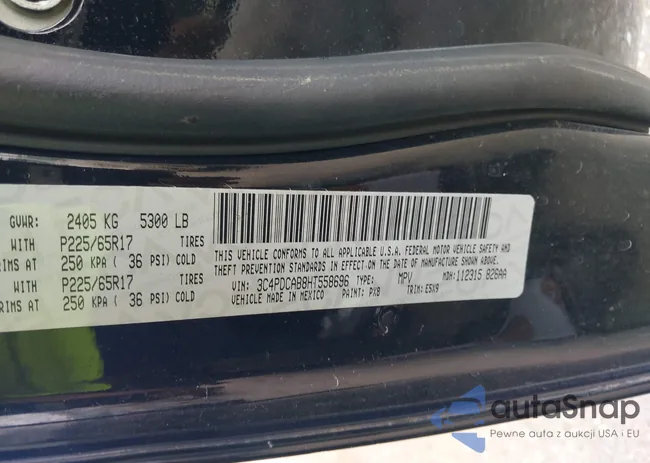 GVWR: 2405 KG 5300 LB
WITH P225/65R17 TIRES
RIMS AT 250 KPA ( 36 PSI) COLD
WITH P225/65R17 TIRES
RIMS AT 250 KPA ( 36 PSI) COLD
THIS VEHICLE CONFORMS TO ALL APPLICABLE U.S.A. FEDERAL MOTOR VEHICLE SAFETY AND
THEFT PREVENTION STANDARDS IN EFFECT ON THE DATE OF MANUFACTURE SHOWN ABOVE.
VIN: 3C4PDCAB8HT558696 TYPE: MPV MDH: 112315 826AA
VEHICLE MADE IN MEXICO PAINT: PX8 TRIM: E5X9
autoSnap
Pewne auta z aukcji USA i EU